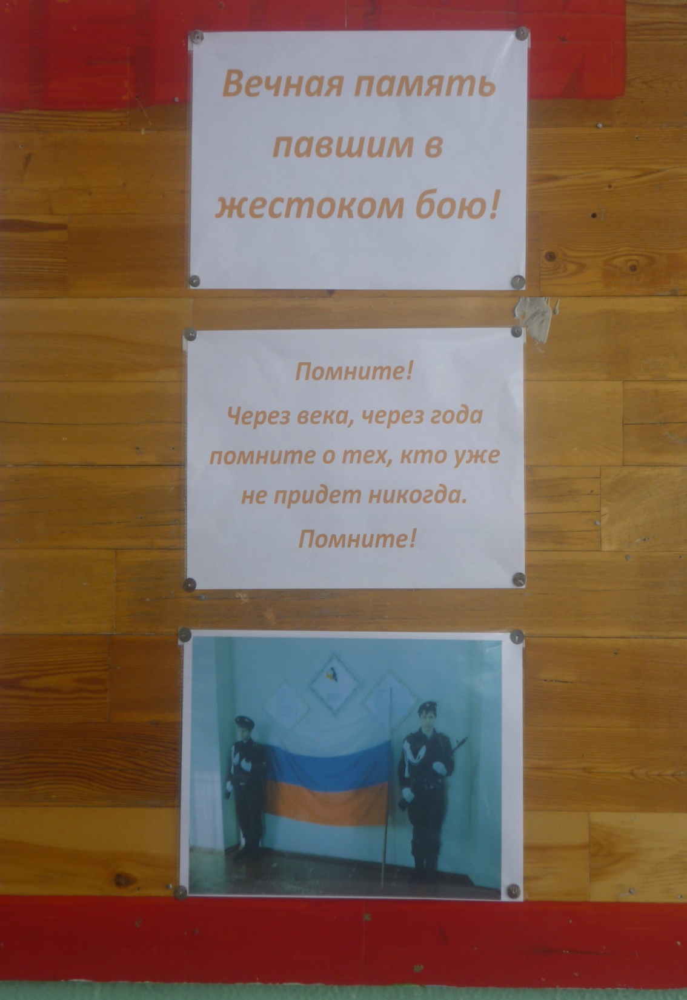 Вечная память
павшим в
жестоком бою!
Помните!
Через века, через года
помните о тех, кто уже
не придет никогда.
Помните!